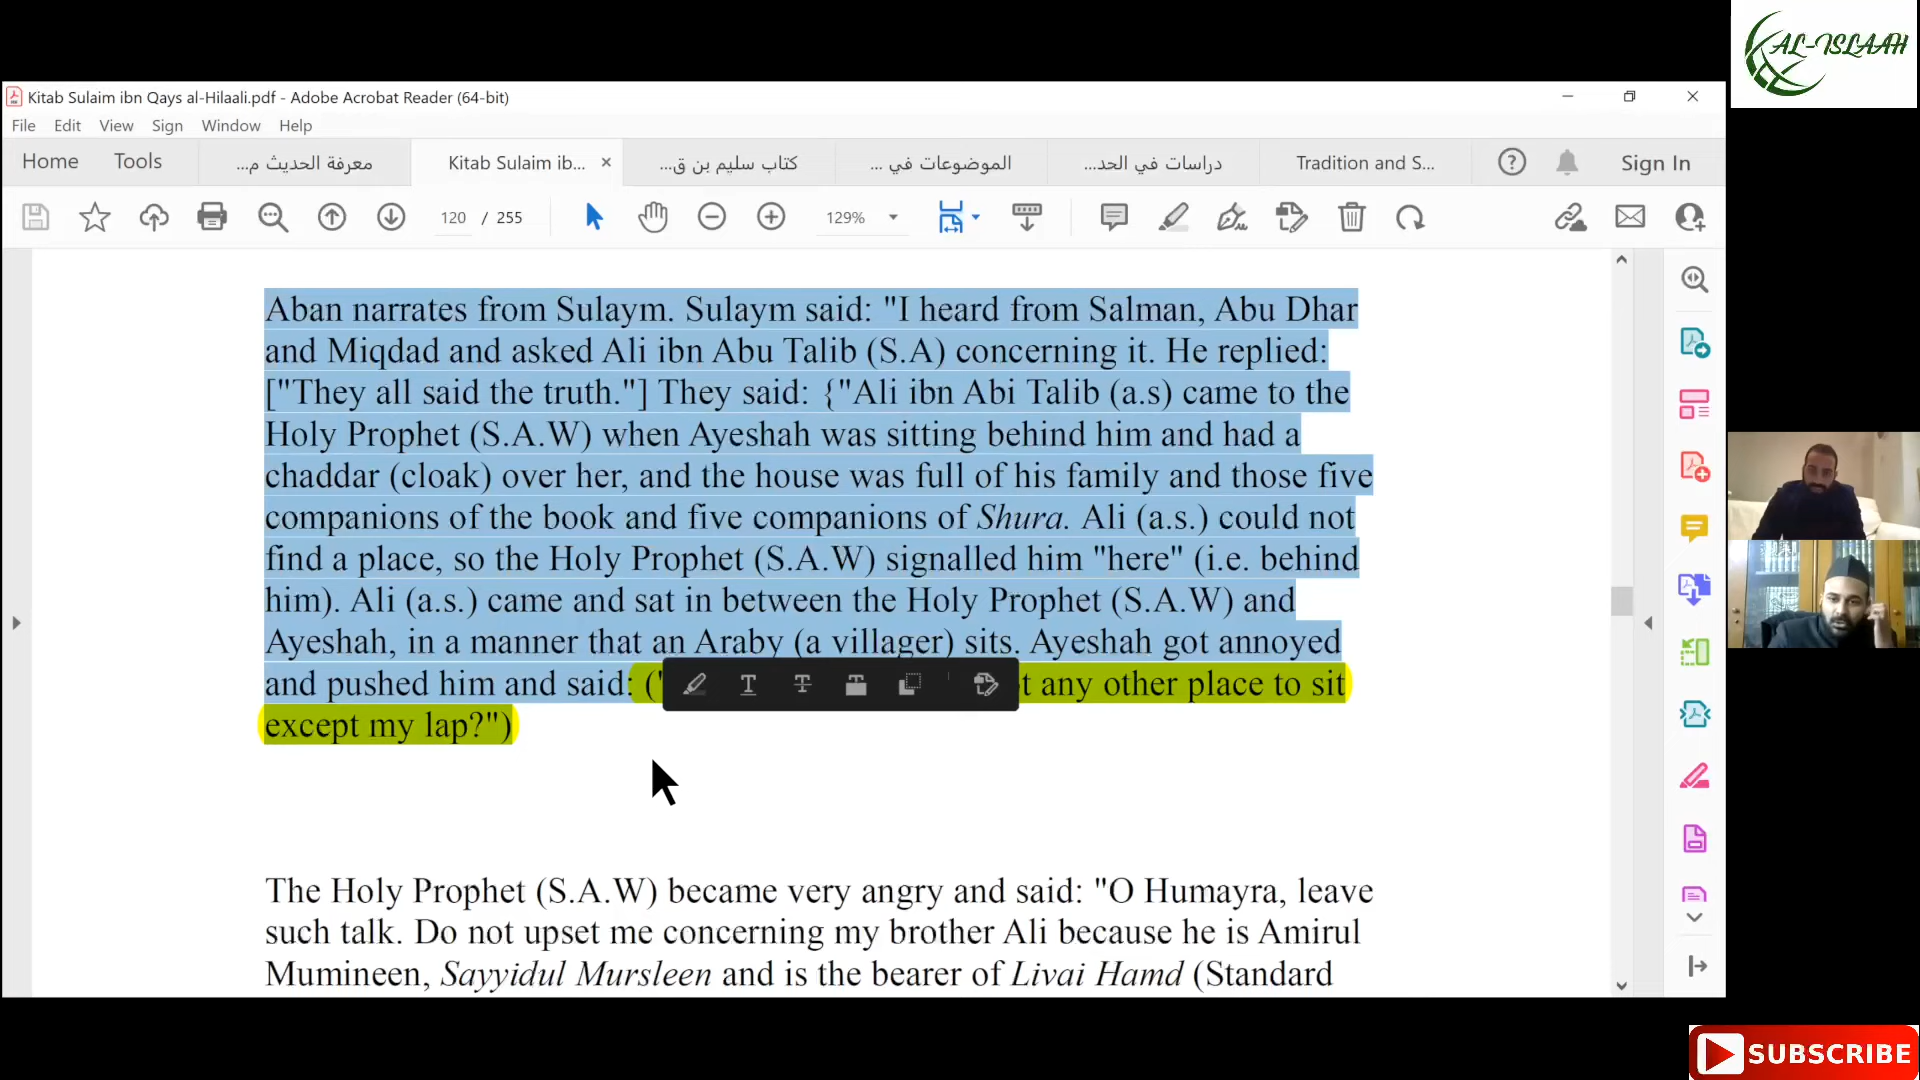 AL-ISLAAH
Kitab Sulaim ibn Qays al-Hilaali.pdf - Adobe Acrobat Reader (64-bit)
File Edit View Sign Window Help
Home Tools معرفة الحديث م... Kitab Sulaim ib... × كتاب سليم بن ق... الموضوعات في ... دراسات في الحد... Tradition and S... Sign In
120 / 255 129%
Aban narrates from Sulaym. Sulaym said: "I heard from Salman, Abu Dhar
and Miqdad and asked Ali ibn Abu Talib (S.A) concerning it. He replied:
["They all said the truth."] They said: {"Ali ibn Abi Talib (a.s) came to the
Holy Prophet (S.A.W) when Ayeshah was sitting behind him and had a
chaddar (cloak) over her, and the house was full of his family and those five
companions of the book and five companions of Shura. Ali (a.s.) could not
find a place, so the Holy Prophet (S.A.W) signalled him "here" (i.e. behind
him). Ali (a.s.) came and sat in between the Holy Prophet (S.A.W) and
Ayeshah, in a manner that an Araby (a villager) sits. Ayeshah got annoyed
and pushed him and said: (" any other place to sit
except my lap?")
The Holy Prophet (S.A.W) became very angry and said: "O Humayra, leave
such talk. Do not upset me concerning my brother Ali because he is Amirul
Mumineen, Sayyidul Mursleen and is the bearer of Livai Hamd (Standard
SUBSCRIBE